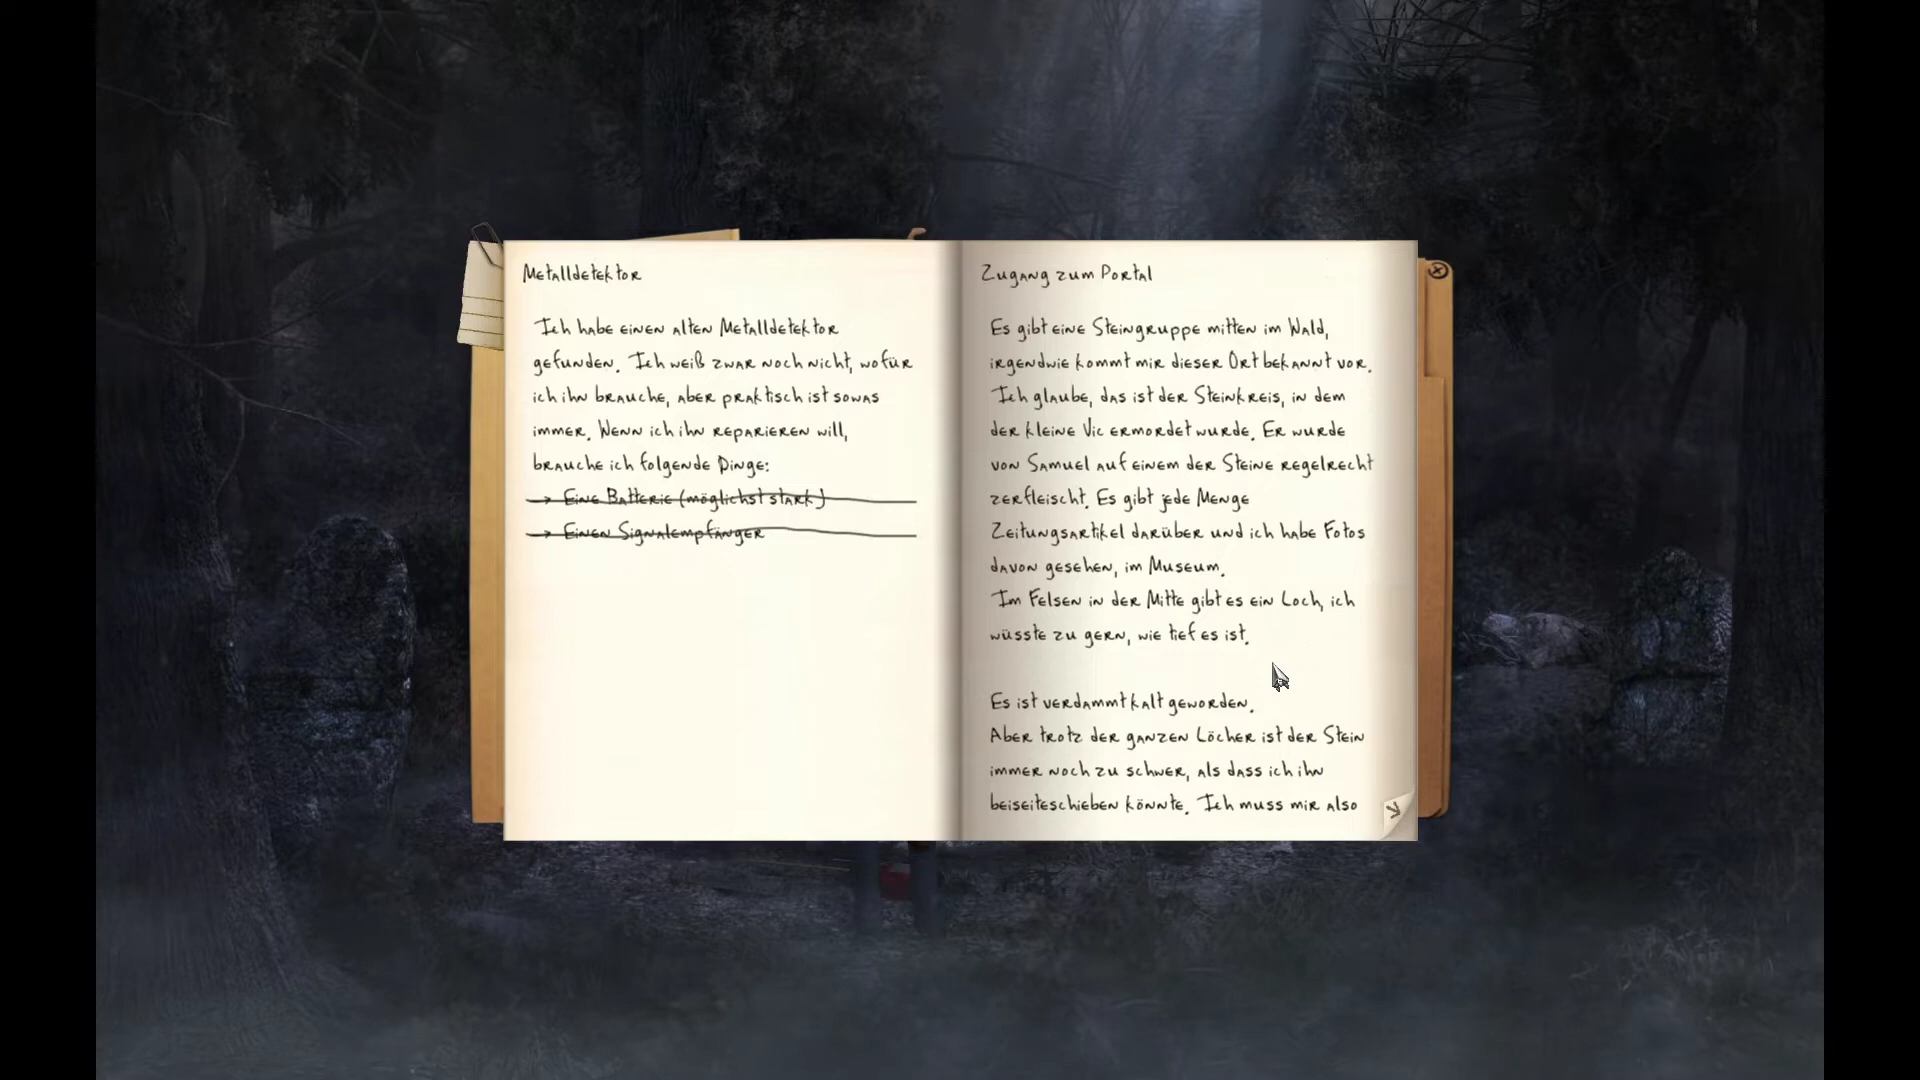 Metalldetektor
Ich habe einen alten Metalldetektor
gefunden. Ich weiß zwar noch nicht, wofür
ich ihn brauche, aber praktisch ist sowas
immer. Wenn ich ihn reparieren will,
brauche ich folgende Dinge:
→ Eine Batterie (möglichst stark)
→ Einen Signalempfänger
Zugang zum Portal
Es gibt eine Steingruppe mitten im Wald,
irgendwie kommt mir dieser Ort bekannt vor.
Ich glaube, das ist der Steinkreis, in dem
der kleine Vic ermordet wurde. Er wurde
von Samuel auf einem der Steine regelrecht
zerfleischt. Es gibt jede Menge
Zeitungsartikel darüber und ich habe Fotos
davon gesehen, im Museum.
Im Felsen in der Mitte gibt es ein Loch, ich
wüsste zu gern, wie tief es ist.
Es ist verdammt kalt geworden.
Aber trotz der ganzen Löcher ist der Stein
immer noch zu schwer, als dass ich ihn
beiseiteschieben könnte. Ich muss mir also